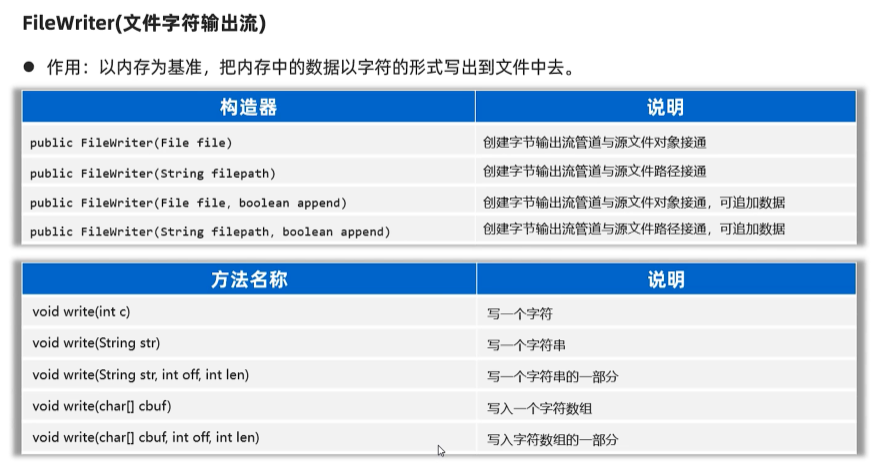 FileWriter(文件字符输出流)
● 作用：以内存为基准，把内存中的数据以字符的形式写出到文件中去。
构造器 说明
public FileWriter(File file) 创建字节输出流管道与源文件对象接通
public FileWriter(String filepath) 创建字节输出流管道与源文件路径接通
public FileWriter(File file, boolean append) 创建字节输出流管道与源文件对象接通，可追加数据
public FileWriter(String filepath, boolean append) 创建字节输出流管道与源文件路径接通，可追加数据
方法名称 说明
void write(int c) 写一个字符
void write(String str) 写一个字符串
void write(String str, int off, int len) 写一个字符串的一部分
void write(char[] cbuf) 写入一个字符数组
void write(char[] cbuf, int off, int len) 写入字符数组的一部分